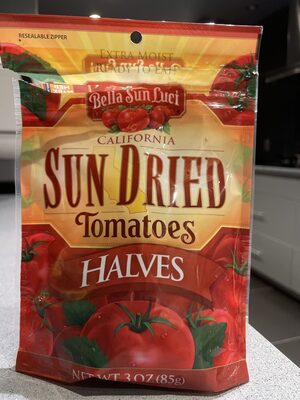 RESEALABLE ZIPPER
EXTRA MOIST
READY TO EAT
Bella Sun Luci
CALIFORNIA
SUN DRIED
Tomatoes
HALVES
NET WT 3 OZ (85g)